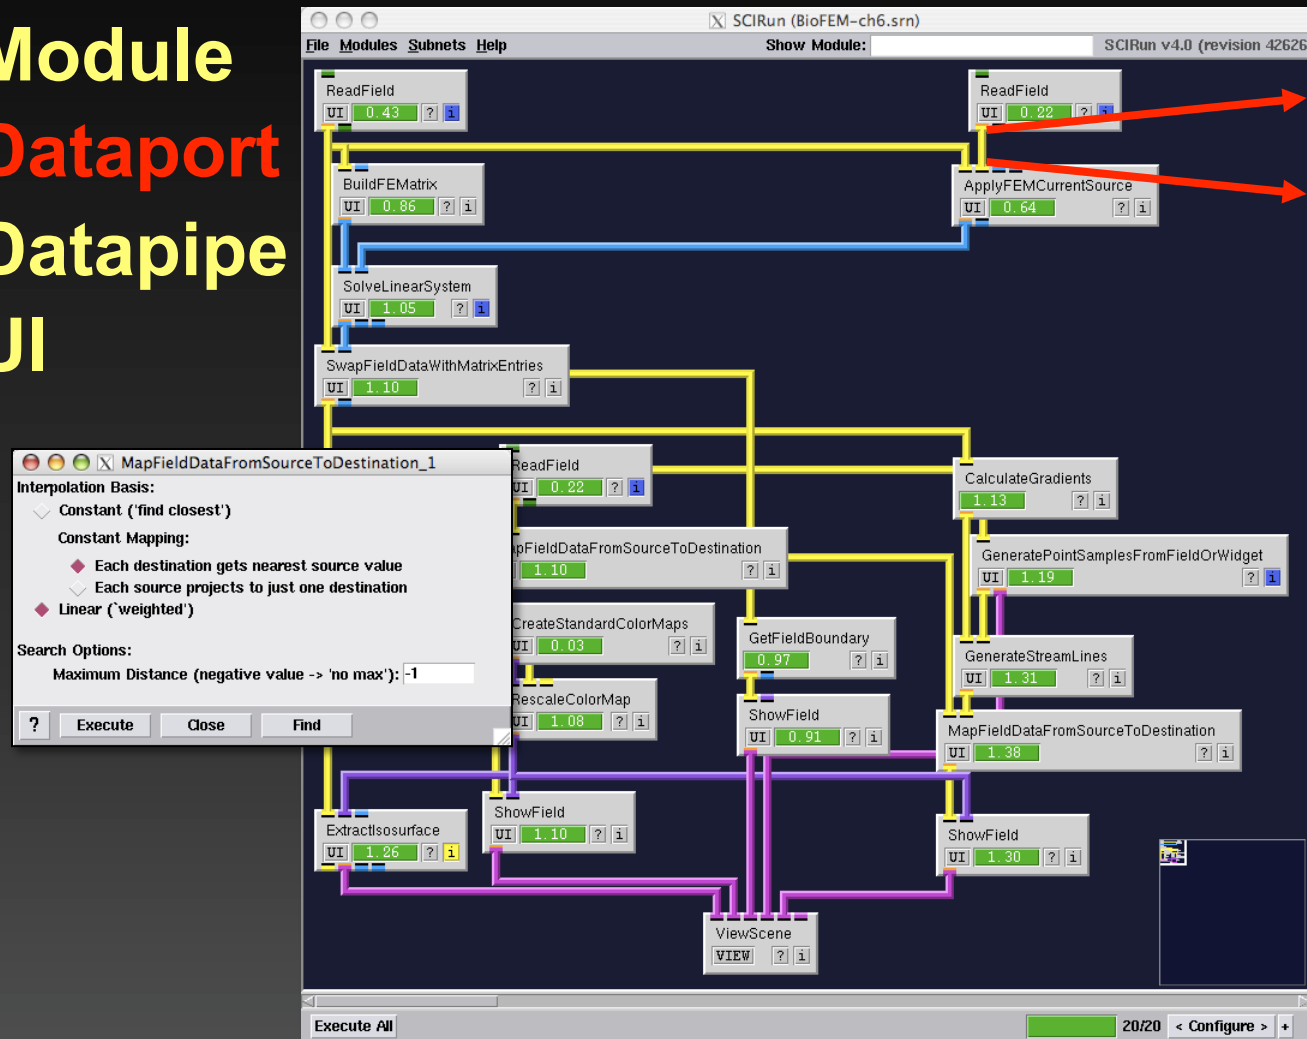 Module
Dataport
Datapipe
UI
SCIRun (BioFEM-ch6.srn)
File Modules Subnets Help
Show Module:
SCIRun v4.0 (revision 42626
ReadField
UI 0.43 ? i
ReadField
UI 0.22 ? i
BuildFEMatrix
UI 0.86 ? i
ApplyFEMCurrentSource
UI 0.64 ? i
SolveLinearSystem
UI 1.05 ? i
SwapFieldDataWithMatrixEntries
UI 1.10 ? i
MapFieldDataFromSourceToDestination_1
Interpolation Basis:
Constant ('find closest')
Constant Mapping:
Each destination gets nearest source value
Each source projects to just one destination
Linear (`weighted')
Search Options:
Maximum Distance (negative value -> 'no max'): -1
? Execute Close Find
ReadField
UI 0.22 ? i
CalculateGradients
1.13 ? i
pFieldDataFromSourceToDestination
1.10 ? i
GeneratePointSamplesFromFieldOrWidget
UI 1.19 ? i
CreateStandardColorMaps
UI 0.03 ? i
GetFieldBoundary
0.97 ? i
GenerateStreamLines
UI 1.31 ? i
RescaleColorMap
UI 1.08 ? i
ShowField
UI 0.91 ? i
MapFieldDataFromSourceToDestination
UI 1.38 ? i
ExtractIsosurface
UI 1.26 ? i
ShowField
UI 1.10 ? i
ShowField
UI 1.30 ? i
ViewScene
VIEW ? i
Execute All
20/20 < Configure > +